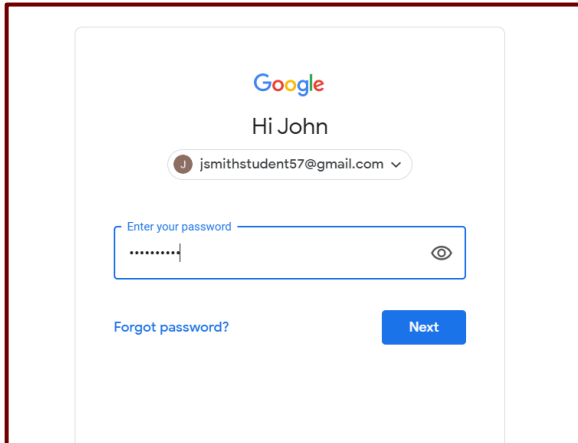 Google
Hi John
J jsmithstudent57@gmail.com
Enter your password
••••••••••
Forgot password? Next